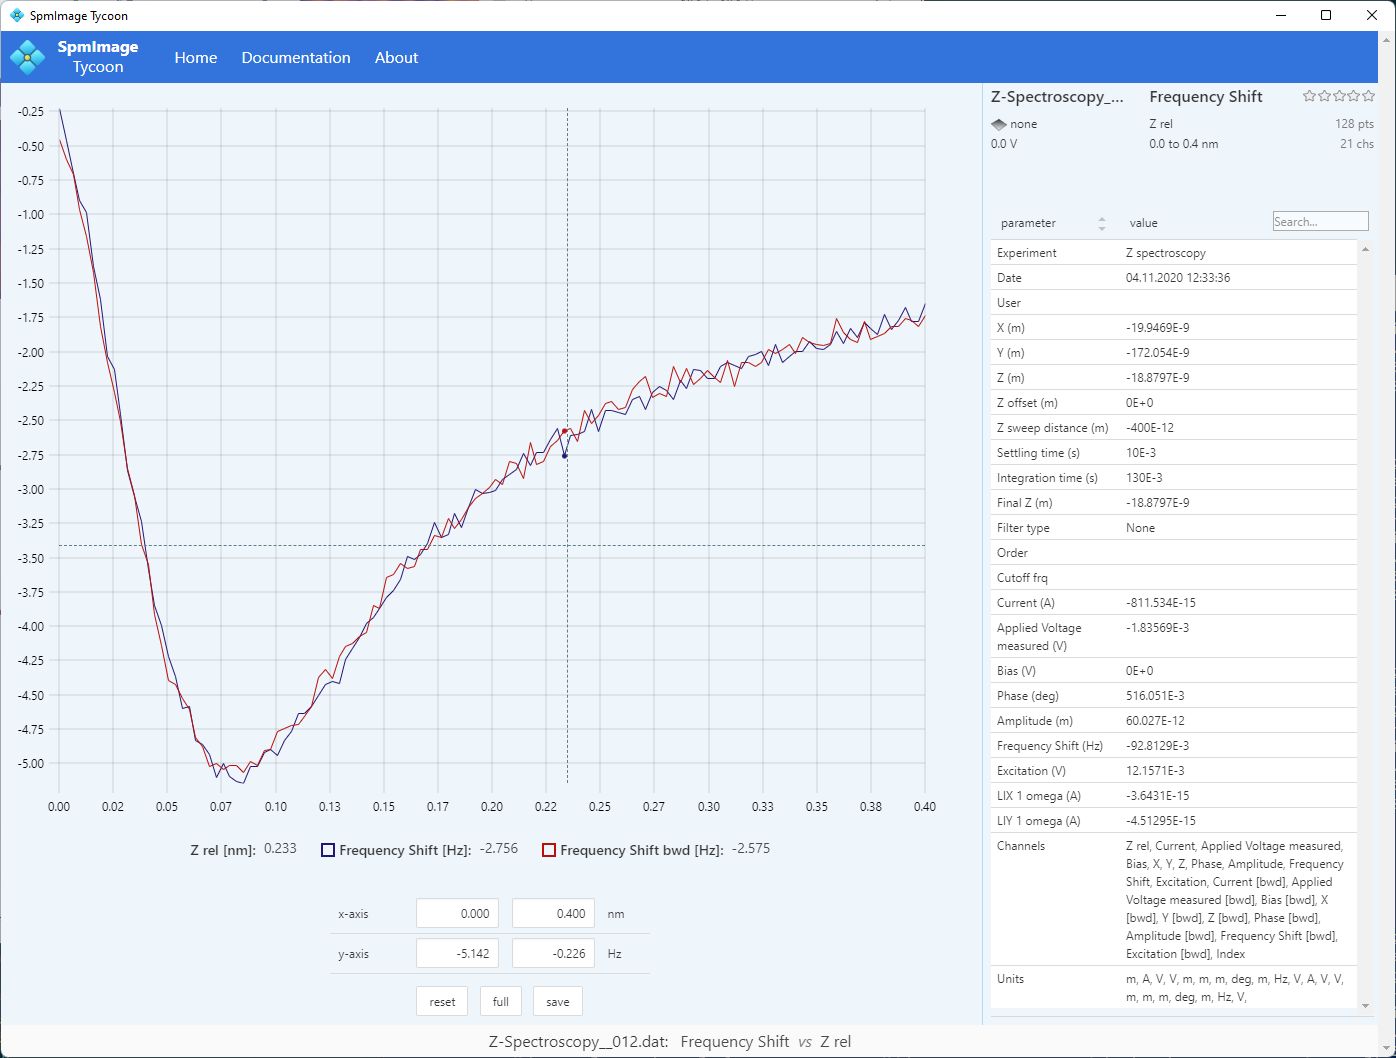 SpmImage Tycoon
SpmImage
Tycoon
Home
Documentation
About
-0.25
-0.50
-0.75
-1.00
-1.25
-1.50
-1.75
-2.00
-2.25
-2.50
-2.75
-3.00
-3.25
-3.50
-3.75
-4.00
-4.25
-4.50
-4.75
-5.00
0.00 0.02 0.05 0.07 0.10 0.13 0.15 0.17 0.20 0.22 0.25 0.27 0.30 0.33 0.35 0.38 0.40
Z rel [nm]: 0.233 Frequency Shift [Hz]: -2.756 Frequency Shift bwd [Hz]: -2.575
x-axis 0.000 0.400 nm
y-axis -5.142 -0.226 Hz
reset full save
Z-Spectroscopy_... Frequency Shift
none Z rel 128 pts
0.0 V 0.0 to 0.4 nm 21 chs
parameter value Search...
Experiment Z spectroscopy
Date 04.11.2020 12:33:36
User
X (m) -19.9469E-9
Y (m) -172.054E-9
Z (m) -18.8797E-9
Z offset (m) 0E+0
Z sweep distance (m) -400E-12
Settling time (s) 10E-3
Integration time (s) 130E-3
Final Z (m) -18.8797E-9
Filter type None
Order
Cutoff frq
Current (A) -811.534E-15
Applied Voltage
measured (V) -1.83569E-3
Bias (V) 0E+0
Phase (deg) 516.051E-3
Amplitude (m) 60.027E-12
Frequency Shift (Hz) -92.8129E-3
Excitation (V) 12.1571E-3
LIX 1 omega (A) -3.6431E-15
LIY 1 omega (A) -4.51295E-15
Channels Z rel, Current, Applied Voltage measured,
Bias, X, Y, Z, Phase, Amplitude, Frequency
Shift, Excitation, Current [bwd], Applied
Voltage measured [bwd], Bias [bwd], X
[bwd], Y [bwd], Z [bwd], Phase [bwd],
Amplitude [bwd], Frequency Shift [bwd],
Excitation [bwd], Index
Units m, A, V, V, m, m, m, deg, m, Hz, V, A, V, V,
m, m, m, deg, m, Hz, V,
Z-Spectroscopy__012.dat: Frequency Shift vs Z rel